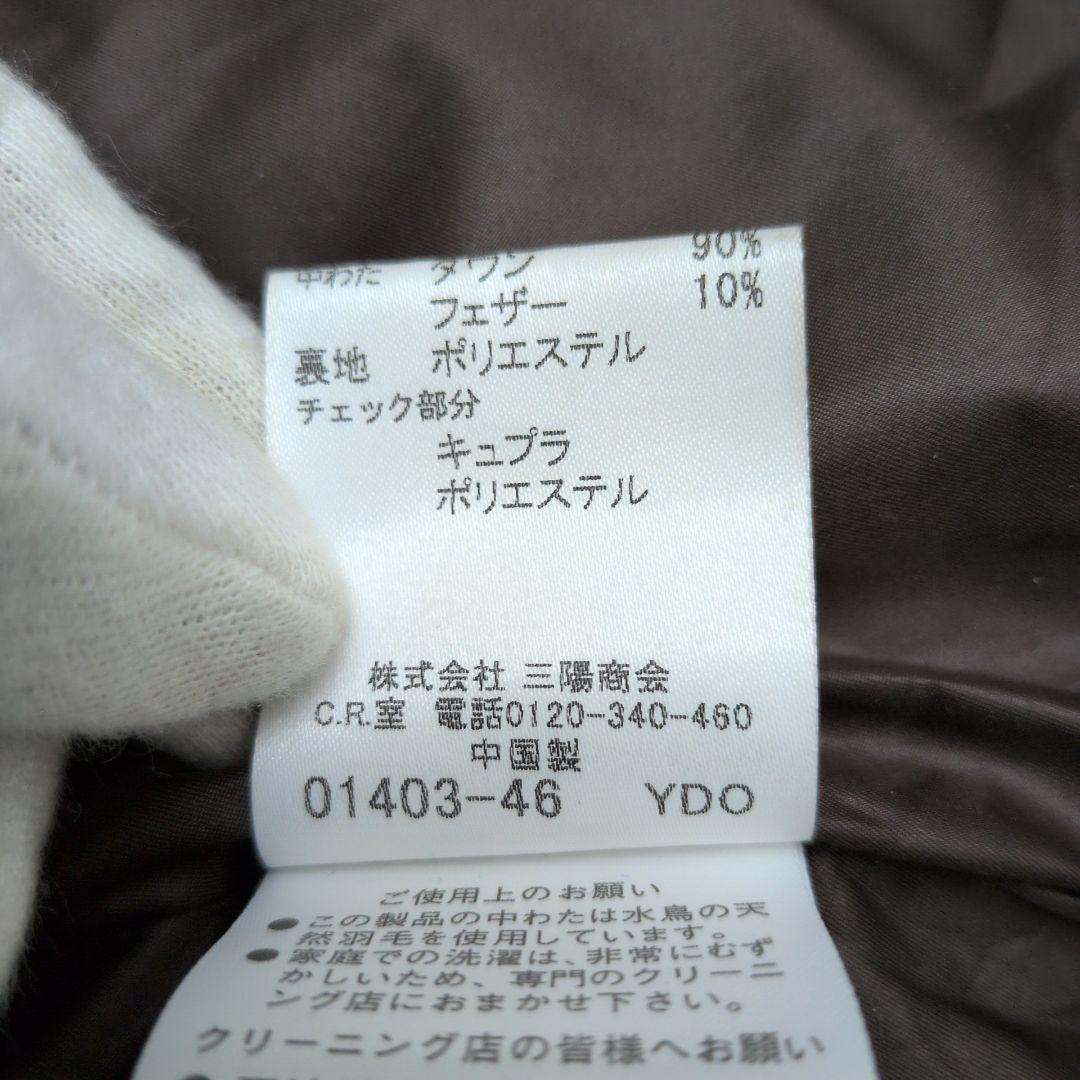 中わた ダウン 90%
フェザー 10%
裏地 ポリエステル
チェック部分
キュプラ
ポリエステル
株式会社 三陽商会
C.R.室 電話0120-340-460
中国製
01403-46 YDO
ご使用上のお願い
●この製品の中わたは水鳥の天
然羽毛を使用しています。
●家庭での洗濯は、非常にむず
かしいため、専門のクリーニ
ング店におまかせ下さい。
クリーニング店の皆様へお願い